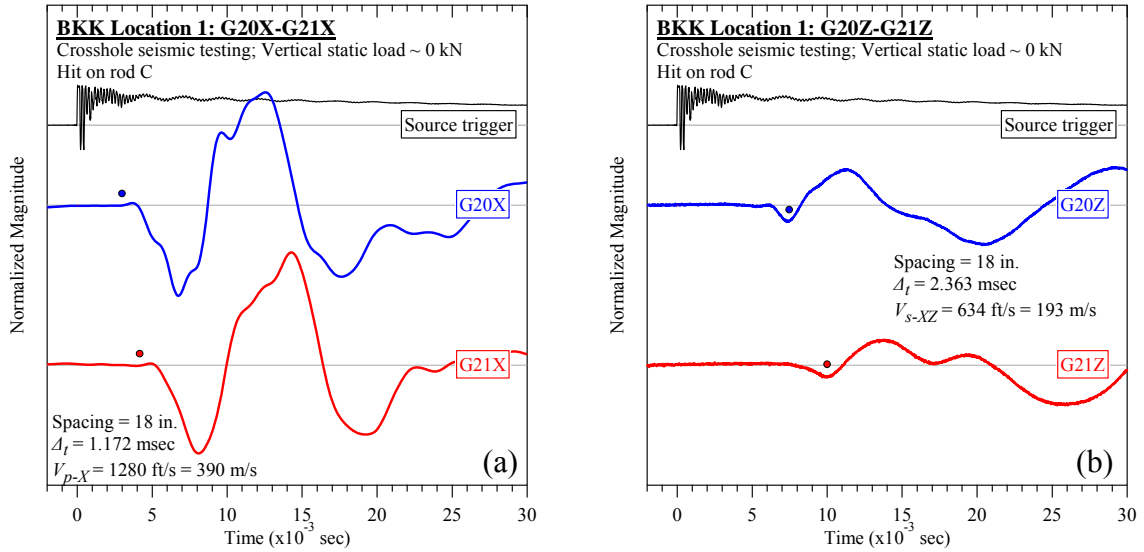 BKK Location 1: G20X-G21X
Crosshole seismic testing; Vertical static load ~ 0 kN
Hit on rod C
Source trigger
G20X
G21X
Spacing = 18 in.
Δt = 1.172 msec
Vp-X = 1280 ft/s = 390 m/s
(a)
Normalized Magnitude
0 5 10 15 20 25 30
Time (x10-3 sec)
BKK Location 1: G20Z-G21Z
Crosshole seismic testing; Vertical static load ~ 0 kN
Hit on rod C
Source trigger
G20Z
Spacing = 18 in.
Δt = 2.363 msec
Vs-XZ = 634 ft/s = 193 m/s
G21Z
(b)
Normalized Magnitude
0 5 10 15 20 25 30
Time (x10-3 sec)